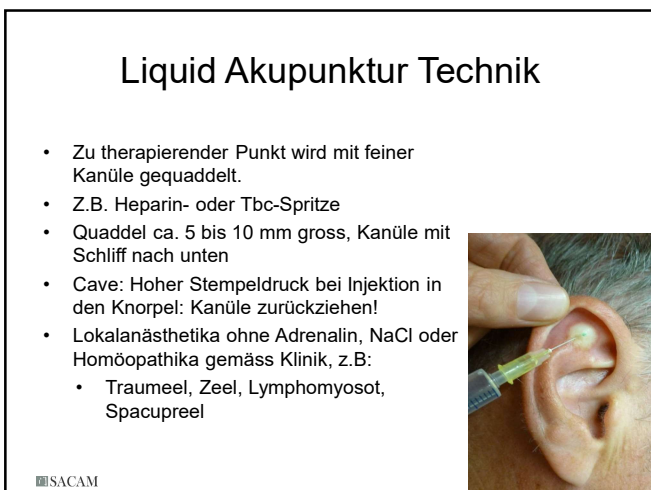 Liquid Akupunktur Technik
• Zu therapierender Punkt wird mit feiner
Kanüle gequaddelt.
• Z.B. Heparin- oder Tbc-Spritze
• Quaddel ca. 5 bis 10 mm gross, Kanüle mit
Schliff nach unten
• Cave: Hoher Stempeldruck bei Injektion in
den Knorpel: Kanüle zurückziehen!
• Lokalanästhetika ohne Adrenalin, NaCl oder
Homöopathika gemäss Klinik, z.B:
• Traumeel, Zeel, Lymphomyosot,
Spacupreel
SACAM